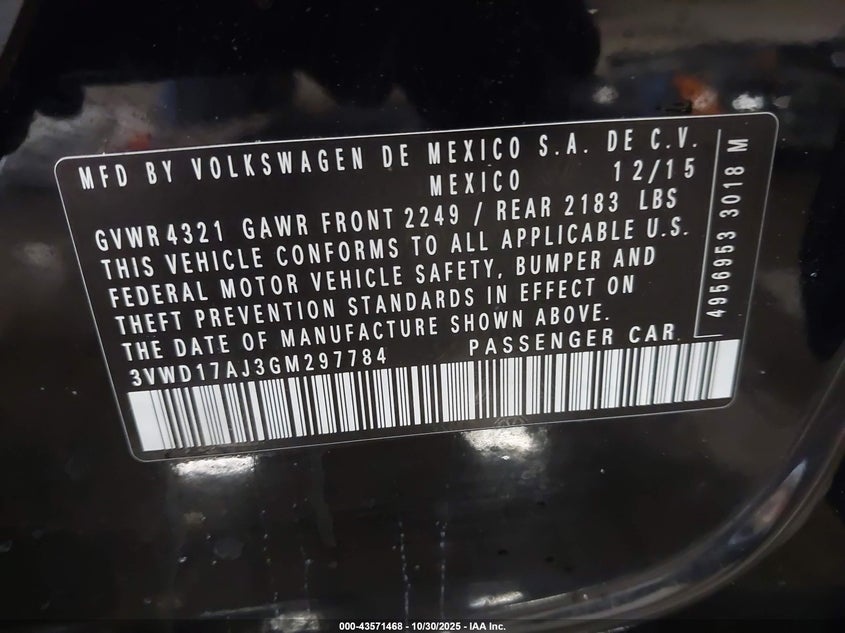 MFD BY VOLKSWAGEN DE MEXICO S.A. DE C.V.
MEXICO 12/15
GVWR 4321 GAWR FRONT 2249 / REAR 2183 LBS
THIS VEHICLE CONFORMS TO ALL APPLICABLE U.S.
FEDERAL MOTOR VEHICLE SAFETY, BUMPER AND
THEFT PREVENTION STANDARDS IN EFFECT ON
THE DATE OF MANUFACTURE SHOWN ABOVE.
3VWD17AJ3GM297784 PASSENGER CAR
4956953 3018 M
000-43571468 - 10/30/2025 - IAA Inc.